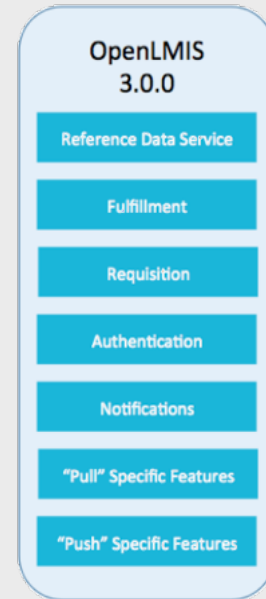 OpenLMIS
3.0.0
Reference Data Service
Fulfillment
Requisition
Authentication
Notifications
“Pull” Specific Features
“Push” Specific Features